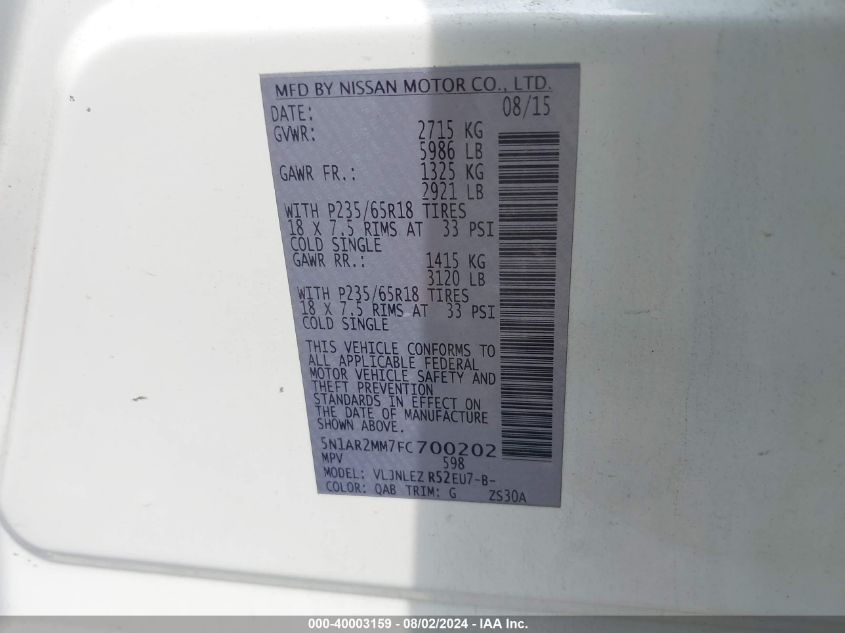 MFD BY NISSAN MOTOR CO., LTD.
DATE: 08/15
GVWR: 2715 KG
5986 LB
GAWR FR.: 1325 KG
2921 LB
WITH P235/65R18 TIRES
18 X 7.5 RIMS AT 33 PSI
COLD SINGLE
GAWR RR.: 1415 KG
3120 LB
WITH P235/65R18 TIRES
18 X 7.5 RIMS AT 33 PSI
COLD SINGLE
THIS VEHICLE CONFORMS TO
ALL APPLICABLE FEDERAL
MOTOR VEHICLE SAFETY AND
THEFT PREVENTION
STANDARDS IN EFFECT ON
THE DATE OF MANUFACTURE
SHOWN ABOVE.
5N1AR2MM7FC700202
MPV 598
MODEL: VLJNLEZ R52EU7-B-
COLOR: QAB TRIM: G ZS30A
000-40003159 - 08/02/2024 - IAA Inc.